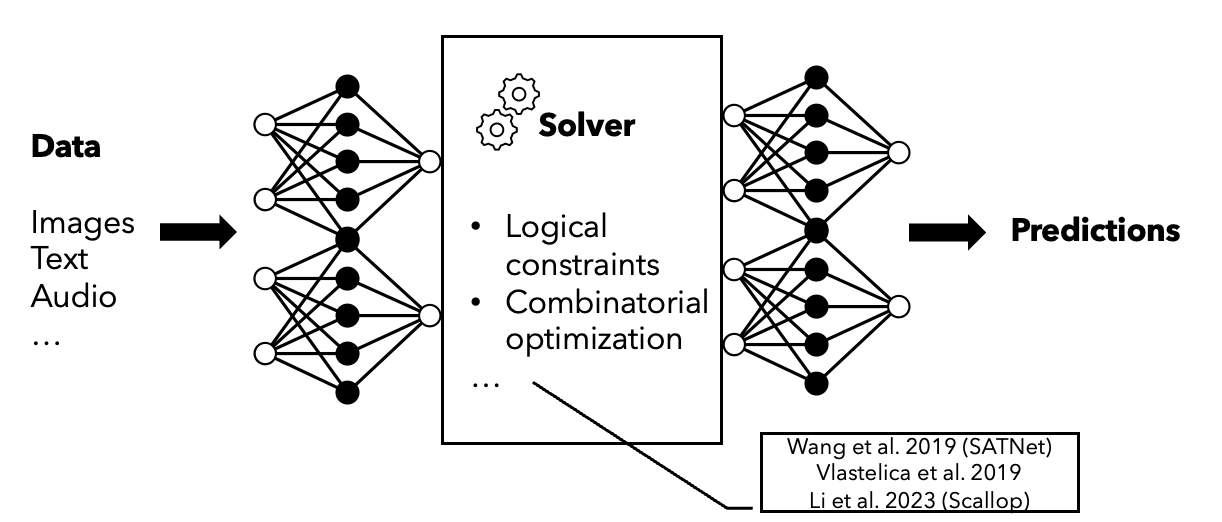 Data
Images
Text
Audio
…
Solver
• Logical
constraints
• Combinatorial
optimization
…
Predictions
Wang et al. 2019 (SATNet)
Vlastelica et al. 2019
Li et al. 2023 (Scallop)